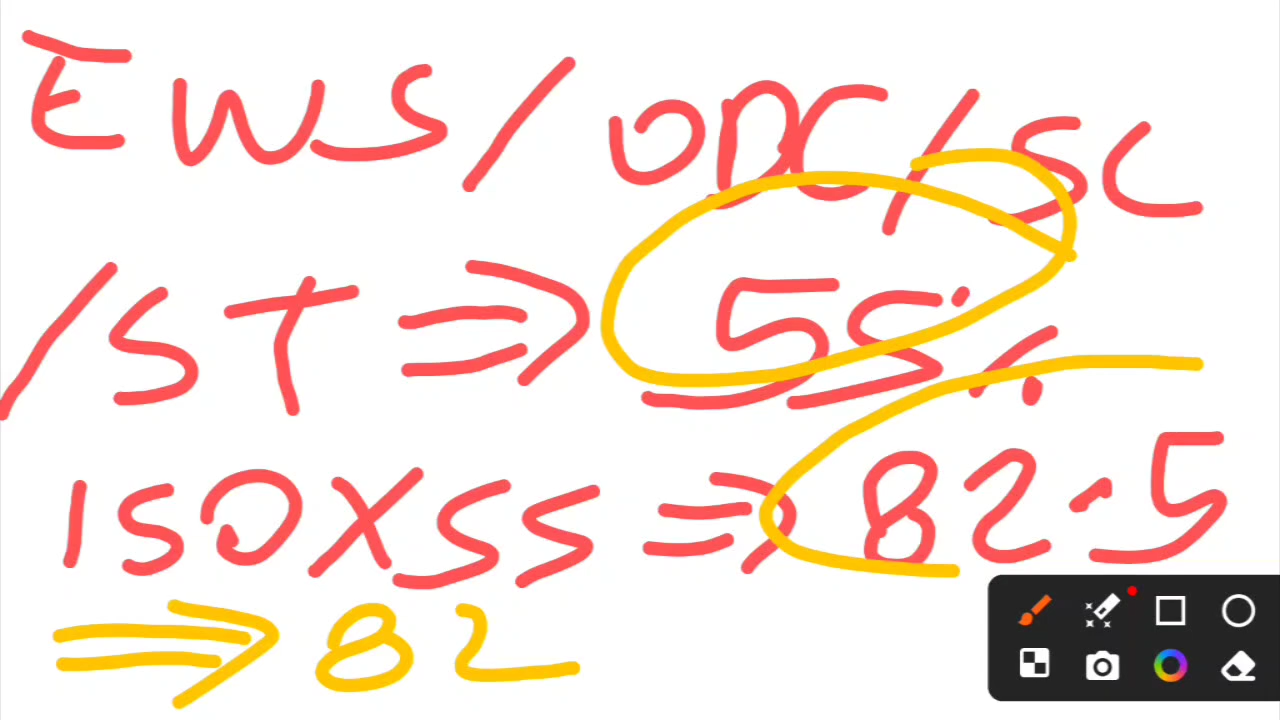 EWS/OBC/SC
/ST ⇒ 55%
150X55 ⇒ 82.5
⇒ 82